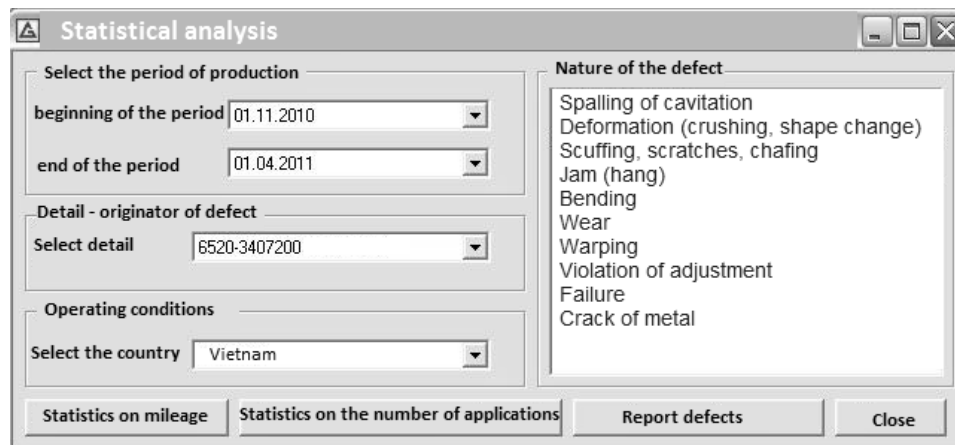 Statistical analysis
Select the period of production
beginning of the period 01.11.2010
end of the period 01.04.2011
Detail - originator of defect
Select detail 6520-3407200
Operating conditions
Select the country Vietnam
Nature of the defect
Spalling of cavitation
Deformation (crushing, shape change)
Scuffing, scratches, chafing
Jam (hang)
Bending
Wear
Warping
Violation of adjustment
Failure
Crack of metal
Statistics on mileage
Statistics on the number of applications
Report defects
Close